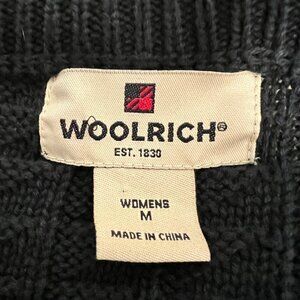 WOOLRICH®
EST. 1830
WOMENS
M
MADE IN CHINA